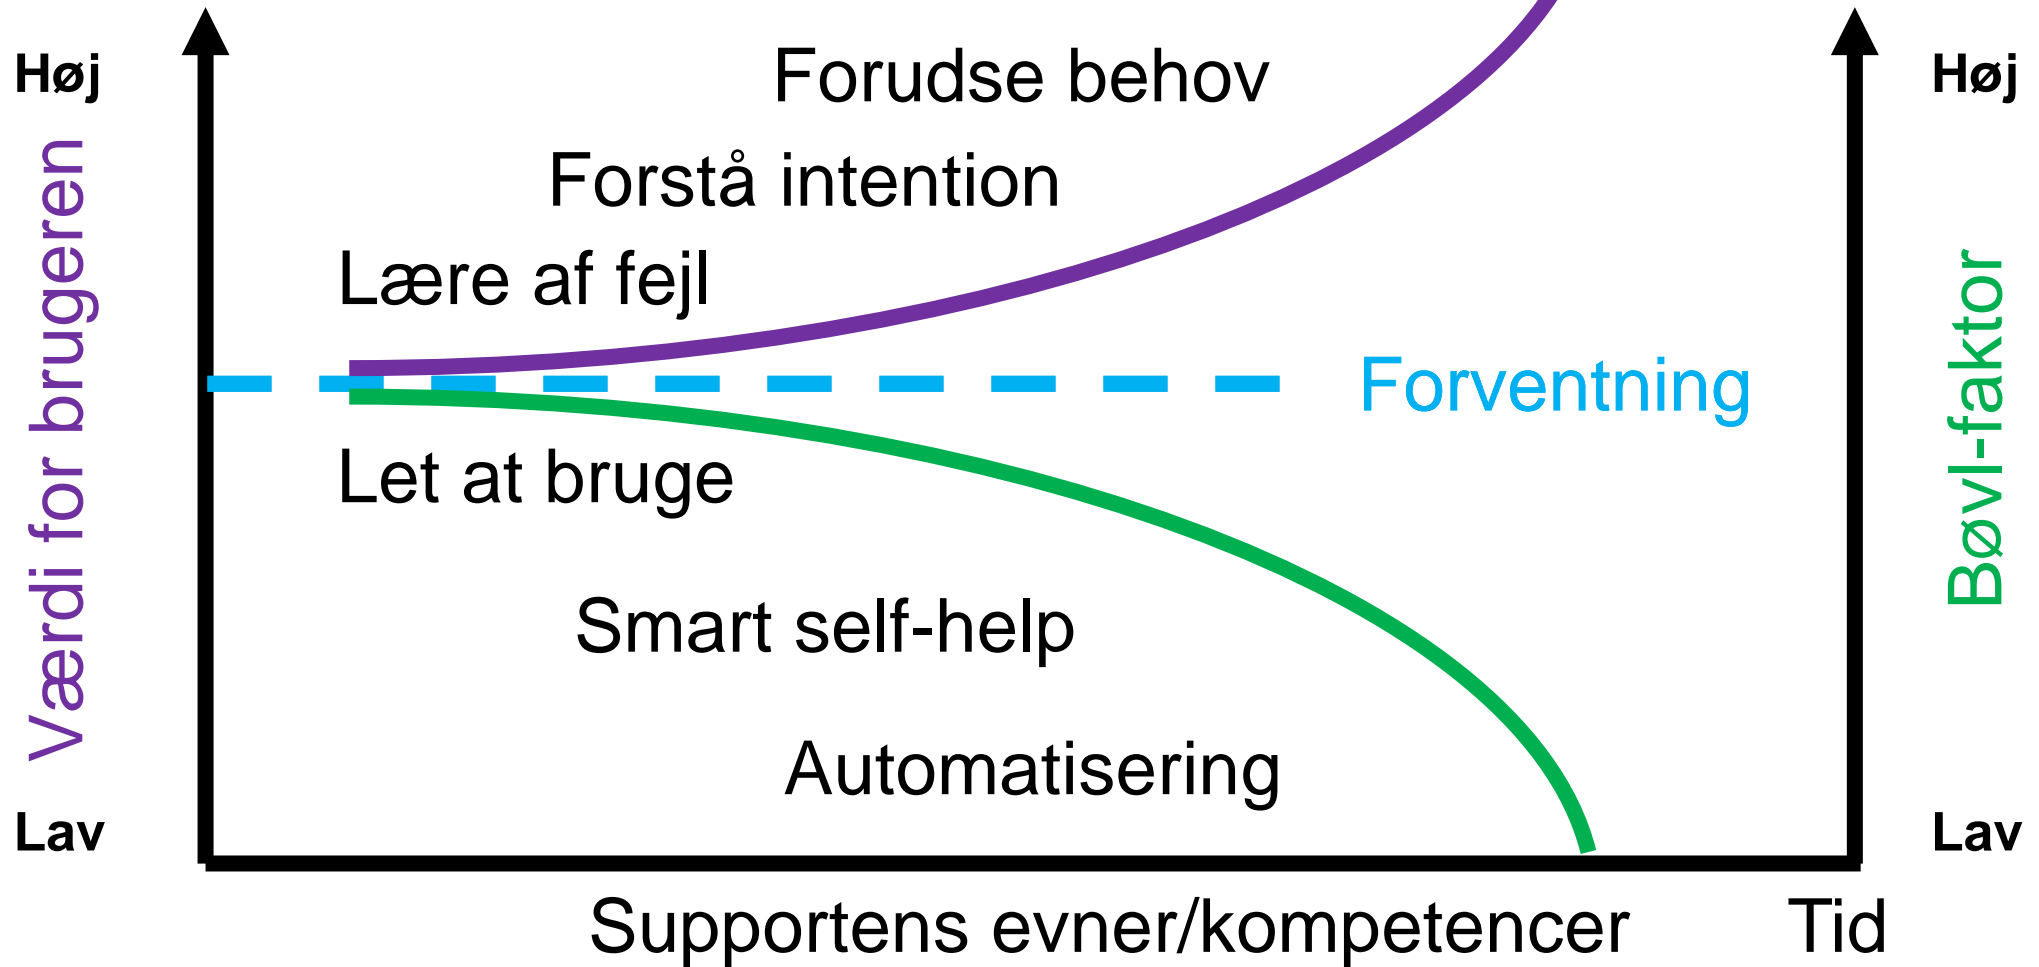 Høj
Forudse behov
Høj
Forstå intention
Lære af fejl
Værdi for brugeren
Forventning
Bøvl-faktor
Let at bruge
Smart self-help
Automatisering
Lav
Lav
Supportens evner/kompetencer
Tid